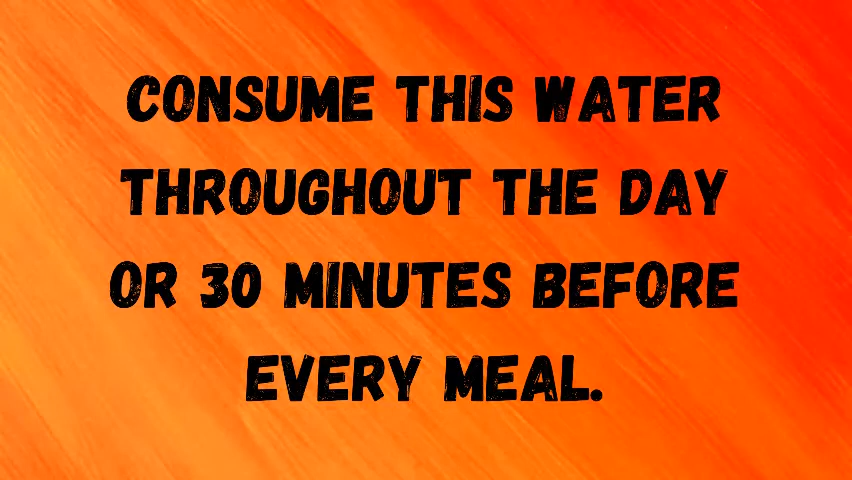 CONSUME THIS WATER
THROUGHOUT THE DAY
OR 30 MINUTES BEFORE
EVERY MEAL.